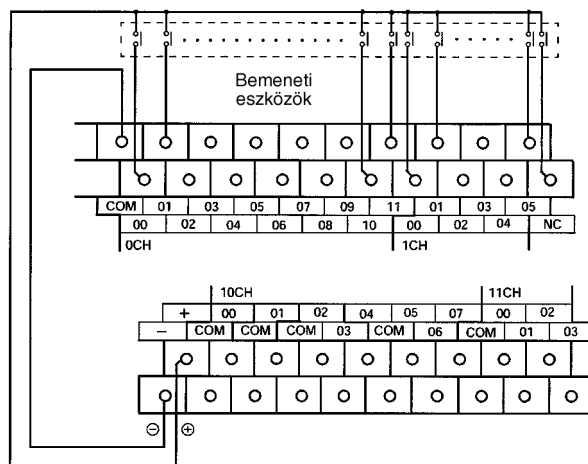 Bemeneti
eszközök
COM 01 03 05 07 09 11 01 03 05
00 02 04 06 08 10 00 02 04 NC
0CH 1CH
10CH 11CH
+ 00 01 02 04 05 07 00 02
− COM COM COM 03 COM 06 COM 01 03
⊖ ⊕